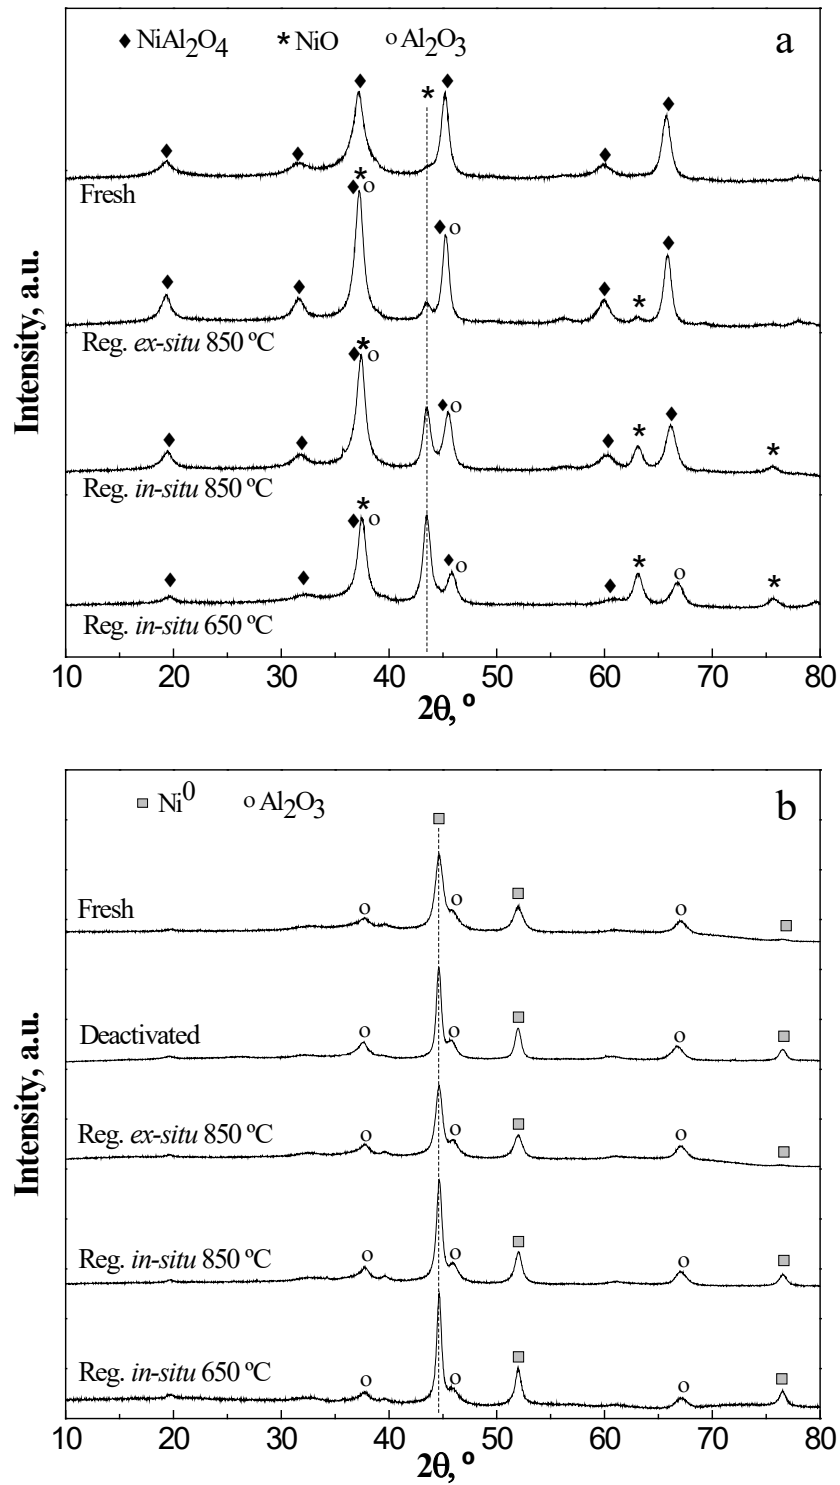 ♦ NiAl₂O₄ * NiO o Al₂O₃ a
Fresh
Reg. ex-situ 850 ºC
Reg. in-situ 850 ºC
Reg. in-situ 650 ºC
Intensity, a.u.
10 20 30 40 50 60 70 80
2θ, º
Ni⁰ o Al₂O₃ b
Fresh
Deactivated
Reg. ex-situ 850 ºC
Reg. in-situ 850 ºC
Reg. in-situ 650 ºC
Intensity, a.u.
10 20 30 40 50 60 70 80
2θ, º